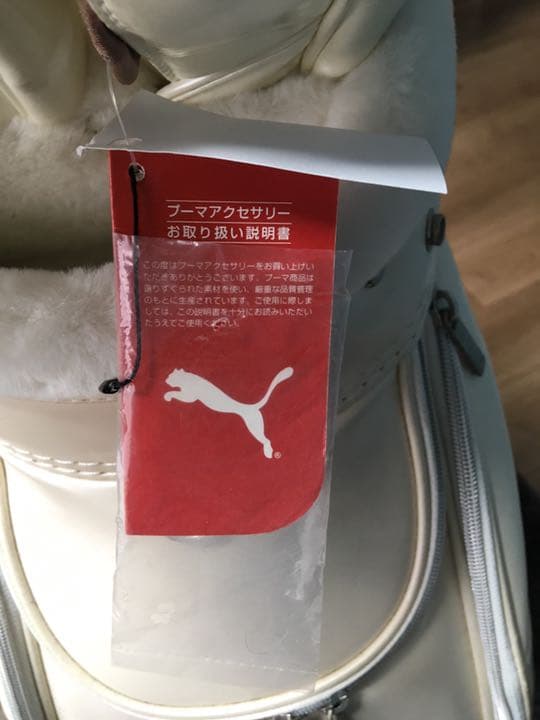 プーマアクセサリー
お取り扱い説明書
この度はプーマアクセサリーをお買い上げい
ただきありがとうございます。プーマ商品は
選りすぐられた素材を使い、厳重な品質管理
のもとに生産されています。ご使用に際しま
しては、この説明書を十分にお読みいただい
たうえでご使用ください。
®